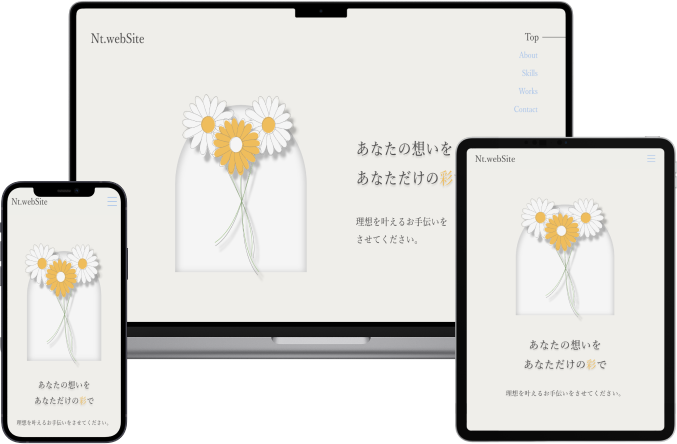 Nt.webSite
Top
About
Skills
Works
Contact
あなたの想いを
あなただけの彩
理想を叶えるお手伝いを
させてください。
Nt.webSite
あなたの想いを
あなただけの彩で
理想を叶えるお手伝いをさせてください。
Nt.webSite
あなたの想いを
あなただけの彩で
理想を叶えるお手伝いをさせてください。